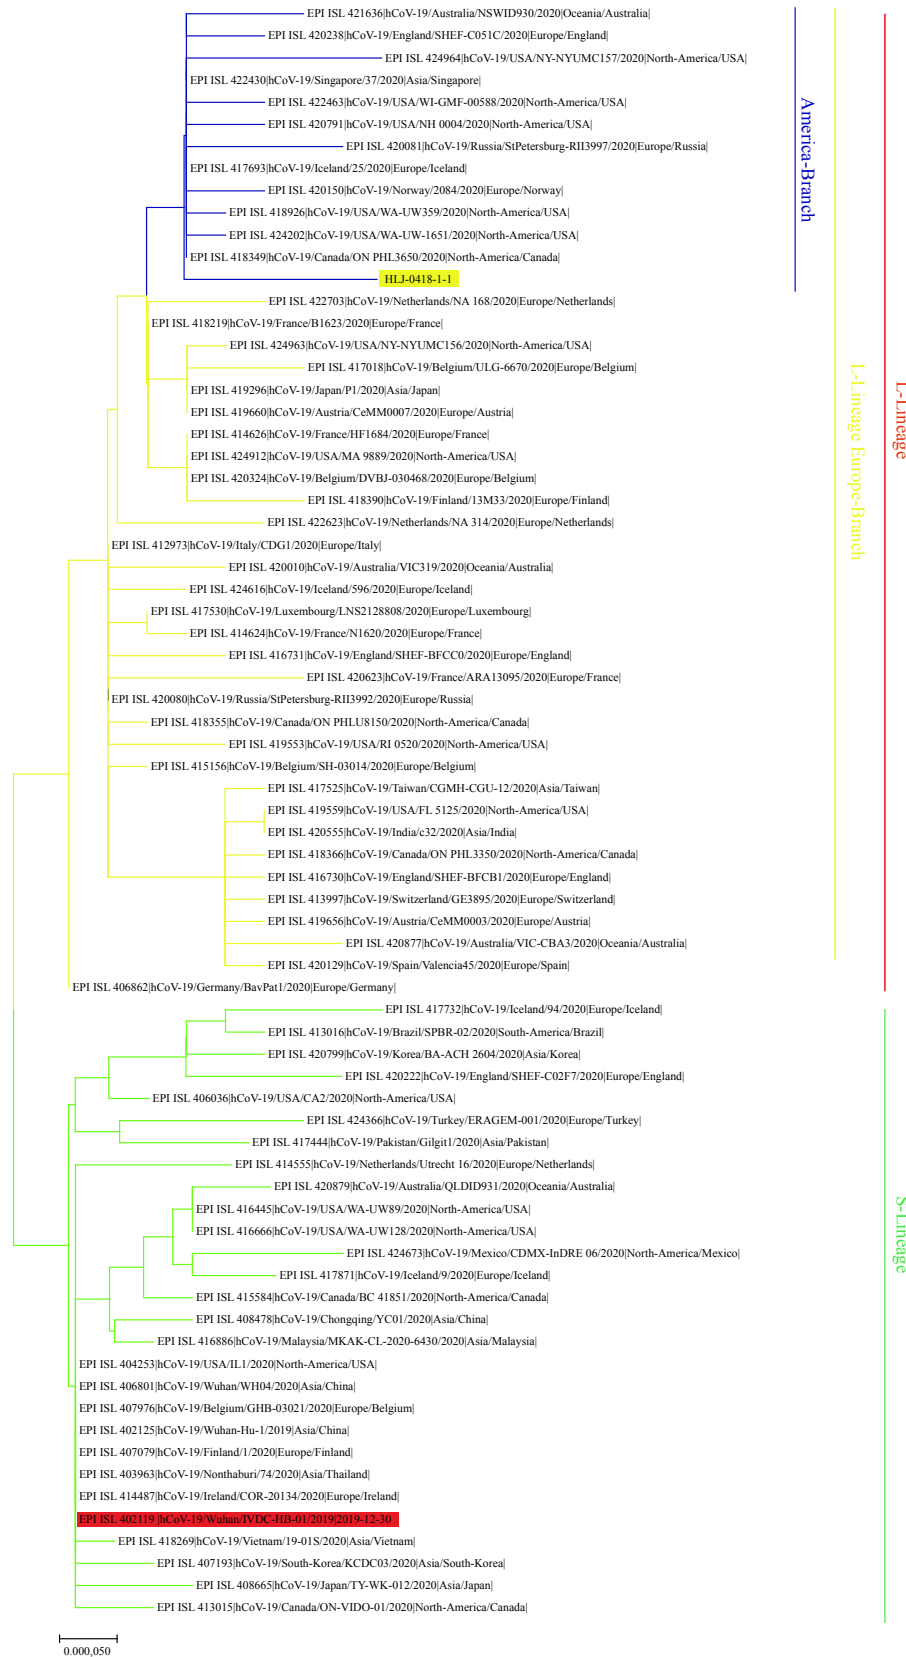 EPI ISL 421636|hCoV-19/Australia/NSWID930/2020|Oceania/Australia|
EPI ISL 420238|hCoV-19/England/SHEF-C051C/2020|Europe/England|
EPI ISL 424964|hCoV-19/USA/NY-NYUMC157/2020|North-America/USA|
EPI ISL 422430|hCoV-19/Singapore/37/2020|Asia/Singapore|
EPI ISL 422463|hCoV-19/USA/WI-GMF-00588/2020|North-America/USA|
EPI ISL 420791|hCoV-19/USA/NH 0004/2020|North-America/USA|
EPI ISL 420081|hCoV-19/Russia/StPetersburg-RII3997/2020|Europe/Russia|
EPI ISL 417693|hCoV-19/Iceland/25/2020|Europe/Iceland|
EPI ISL 420150|hCoV-19/Norway/2084/2020|Europe/Norway|
EPI ISL 418926|hCoV-19/USA/WA-UW359/2020|North-America/USA|
EPI ISL 424202|hCoV-19/USA/WA-UW-1651/2020|North-America/USA|
EPI ISL 418349|hCoV-19/Canada/ON PHL3650/2020|North-America/Canada|
HLJ-0418-1-1
America-Branch
EPI ISL 422703|hCoV-19/Netherlands/NA 168/2020|Europe/Netherlands|
EPI ISL 418219|hCoV-19/France/B1623/2020|Europe/France|
EPI ISL 424963|hCoV-19/USA/NY-NYUMC156/2020|North-America/USA|
EPI ISL 417018|hCoV-19/Belgium/ULG-6670/2020|Europe/Belgium|
EPI ISL 419296|hCoV-19/Japan/P1/2020|Asia/Japan|
EPI ISL 419660|hCoV-19/Austria/CeMM0007/2020|Europe/Austria|
EPI ISL 414626|hCoV-19/France/HF1684/2020|Europe/France|
EPI ISL 424912|hCoV-19/USA/MA 9889/2020|North-America/USA|
EPI ISL 420324|hCoV-19/Belgium/DVBJ-030468/2020|Europe/Belgium|
EPI ISL 418390|hCoV-19/Finland/13M33/2020|Europe/Finland|
EPI ISL 422623|hCoV-19/Netherlands/NA 314/2020|Europe/Netherlands|
EPI ISL 412973|hCoV-19/Italy/CDG1/2020|Europe/Italy|
EPI ISL 420010|hCoV-19/Australia/VIC319/2020|Oceania/Australia|
EPI ISL 424616|hCoV-19/Iceland/596/2020|Europe/Iceland|
EPI ISL 417530|hCoV-19/Luxembourg/LNS2128808/2020|Europe/Luxembourg|
EPI ISL 414624|hCoV-19/France/N1620/2020|Europe/France|
EPI ISL 416731|hCoV-19/England/SHEF-BFCC0/2020|Europe/England|
EPI ISL 420623|hCoV-19/France/ARA13095/2020|Europe/France|
EPI ISL 420080|hCoV-19/Russia/StPetersburg-RII3992/2020|Europe/Russia|
EPI ISL 418355|hCoV-19/Canada/ON PHLU8150/2020|North-America/Canada|
EPI ISL 419553|hCoV-19/USA/RI 0520/2020|North-America/USA|
EPI ISL 415156|hCoV-19/Belgium/SH-03014/2020|Europe/Belgium|
EPI ISL 417525|hCoV-19/Taiwan/CGMH-CGU-12/2020|Asia/Taiwan|
EPI ISL 419559|hCoV-19/USA/FL 5125/2020|North-America/USA|
EPI ISL 420555|hCoV-19/India/c32/2020|Asia/India|
EPI ISL 418366|hCoV-19/Canada/ON PHL3350/2020|North-America/Canada|
EPI ISL 416730|hCoV-19/England/SHEF-BFCB1/2020|Europe/England|
EPI ISL 413997|hCoV-19/Switzerland/GE3895/2020|Europe/Switzerland|
EPI ISL 419656|hCoV-19/Austria/CeMM0003/2020|Europe/Austria|
EPI ISL 420877|hCoV-19/Australia/VIC-CBA3/2020|Oceania/Australia|
EPI ISL 420129|hCoV-19/Spain/Valencia45/2020|Europe/Spain|
L-Lineage Europe-Branch
EPI ISL 406862|hCoV-19/Germany/BavPat1/2020|Europe/Germany|
L-Lineage
EPI ISL 417732|hCoV-19/Iceland/94/2020|Europe/Iceland|
EPI ISL 413016|hCoV-19/Brazil/SPBR-02/2020|South-America/Brazil|
EPI ISL 420799|hCoV-19/Korea/BA-ACH 2604/2020|Asia/Korea|
EPI ISL 420222|hCoV-19/England/SHEF-C02F7/2020|Europe/England|
EPI ISL 406036|hCoV-19/USA/CA2/2020|North-America/USA|
EPI ISL 424366|hCoV-19/Turkey/ERAGEM-001/2020|Europe/Turkey|
EPI ISL 417444|hCoV-19/Pakistan/Gilgit1/2020|Asia/Pakistan|
EPI ISL 414555|hCoV-19/Netherlands/Utrecht 16/2020|Europe/Netherlands|
EPI ISL 420879|hCoV-19/Australia/QLDID931/2020|Oceania/Australia|
EPI ISL 416445|hCoV-19/USA/WA-UW89/2020|North-America/USA|
EPI ISL 416666|hCoV-19/USA/WA-UW128/2020|North-America/USA|
EPI ISL 424673|hCoV-19/Mexico/CDMX-InDRE 06/2020|North-America/Mexico|
EPI ISL 417871|hCoV-19/Iceland/9/2020|Europe/Iceland|
EPI ISL 415584|hCoV-19/Canada/BC 41851/2020|North-America/Canada|
EPI ISL 408478|hCoV-19/Chongqing/YC01/2020|Asia/China|
EPI ISL 416886|hCoV-19/Malaysia/MKAK-CL-2020-6430/2020|Asia/Malaysia|
EPI ISL 404253|hCoV-19/USA/IL1/2020|North-America/USA|
EPI ISL 406801|hCoV-19/Wuhan/WH04/2020|Asia/China|
EPI ISL 407976|hCoV-19/Belgium/GHB-03021/2020|Europe/Belgium|
EPI ISL 402125|hCoV-19/Wuhan-Hu-1/2019|Asia/China|
EPI ISL 407079|hCoV-19/Finland/1/2020|Europe/Finland|
EPI ISL 403963|hCoV-19/Nonthaburi/74/2020|Asia/Thailand|
EPI ISL 414487|hCoV-19/Ireland/COR-20134/2020|Europe/Ireland|
EPI ISL 402119 |hCoV-19/Wuhan/IVDC-HB-01/2019|2019-12-30
EPI ISL 418269|hCoV-19/Vietnam/19-01S/2020|Asia/Vietnam|
EPI ISL 407193|hCoV-19/South-Korea/KCDC03/2020|Asia/South-Korea|
EPI ISL 408665|hCoV-19/Japan/TY-WK-012/2020|Asia/Japan|
EPI ISL 413015|hCoV-19/Canada/ON-VIDO-01/2020|North-America/Canada|
S-Lineage
0.000,050